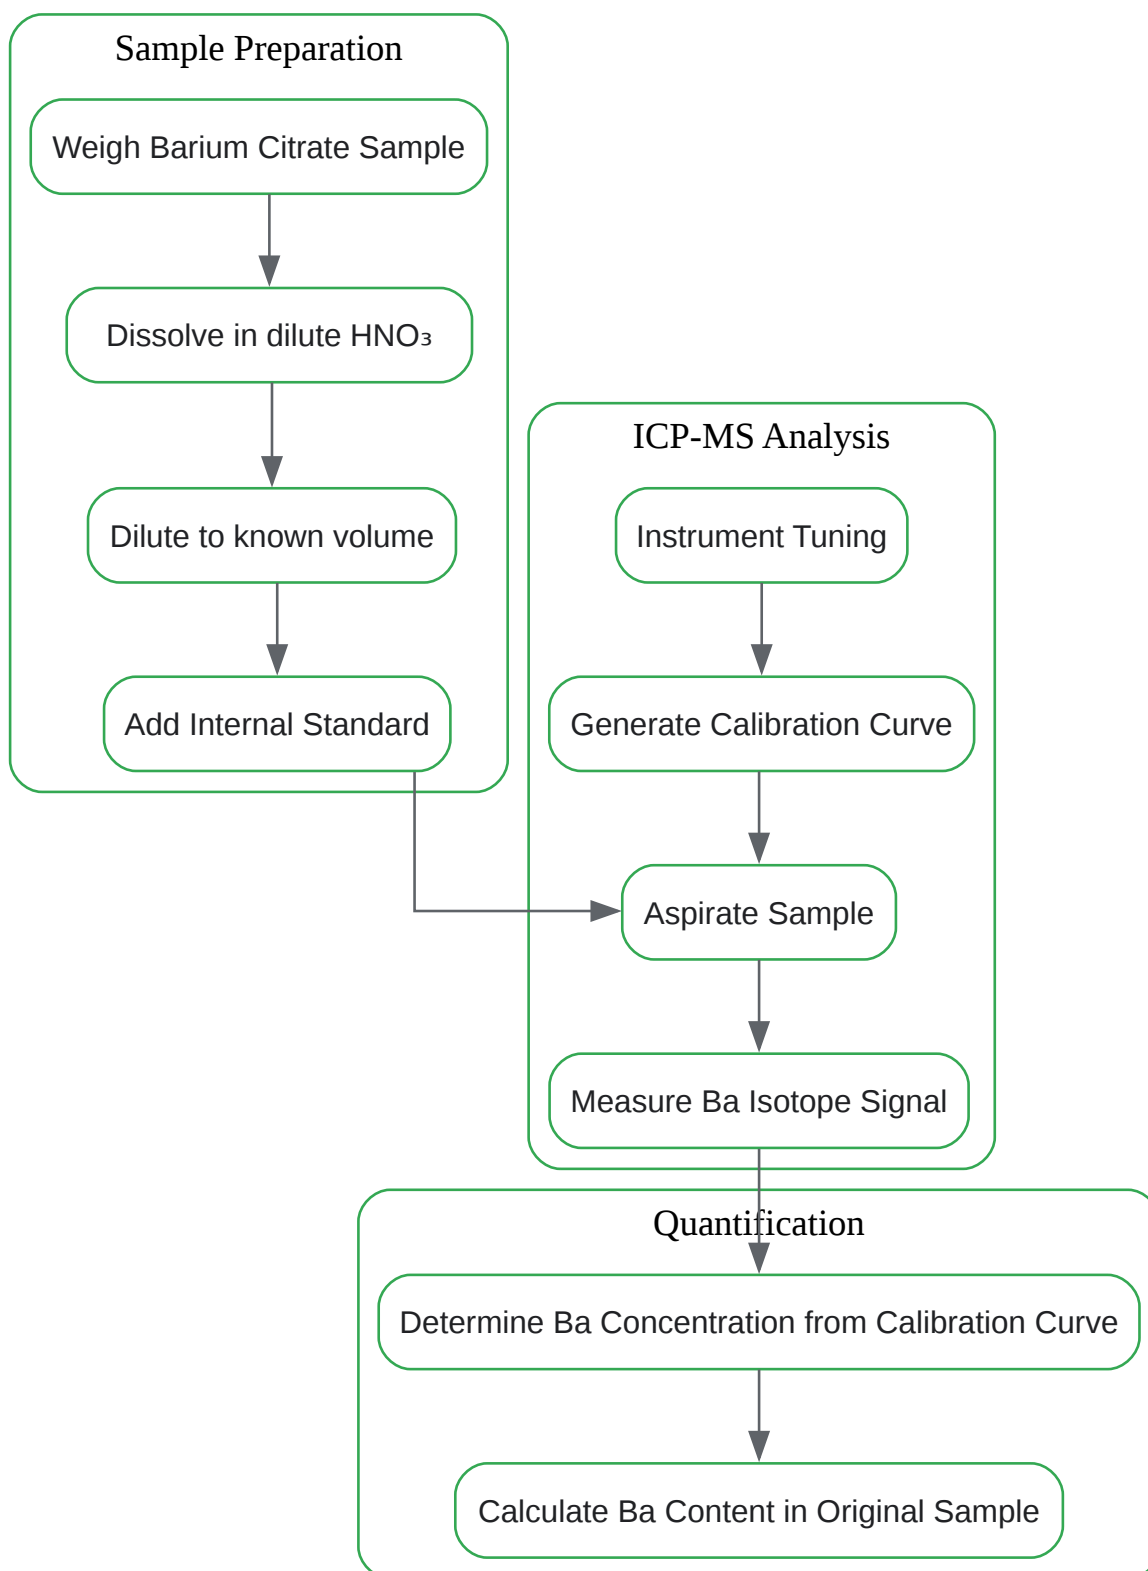 Sample Preparation
Weigh Barium Citrate Sample
Dissolve in dilute HNO₃
Dilute to known volume
Add Internal Standard
ICP-MS Analysis
Instrument Tuning
Generate Calibration Curve
Aspirate Sample
Measure Ba Isotope Signal
Quantification
Determine Ba Concentration from Calibration Curve
Calculate Ba Content in Original Sample